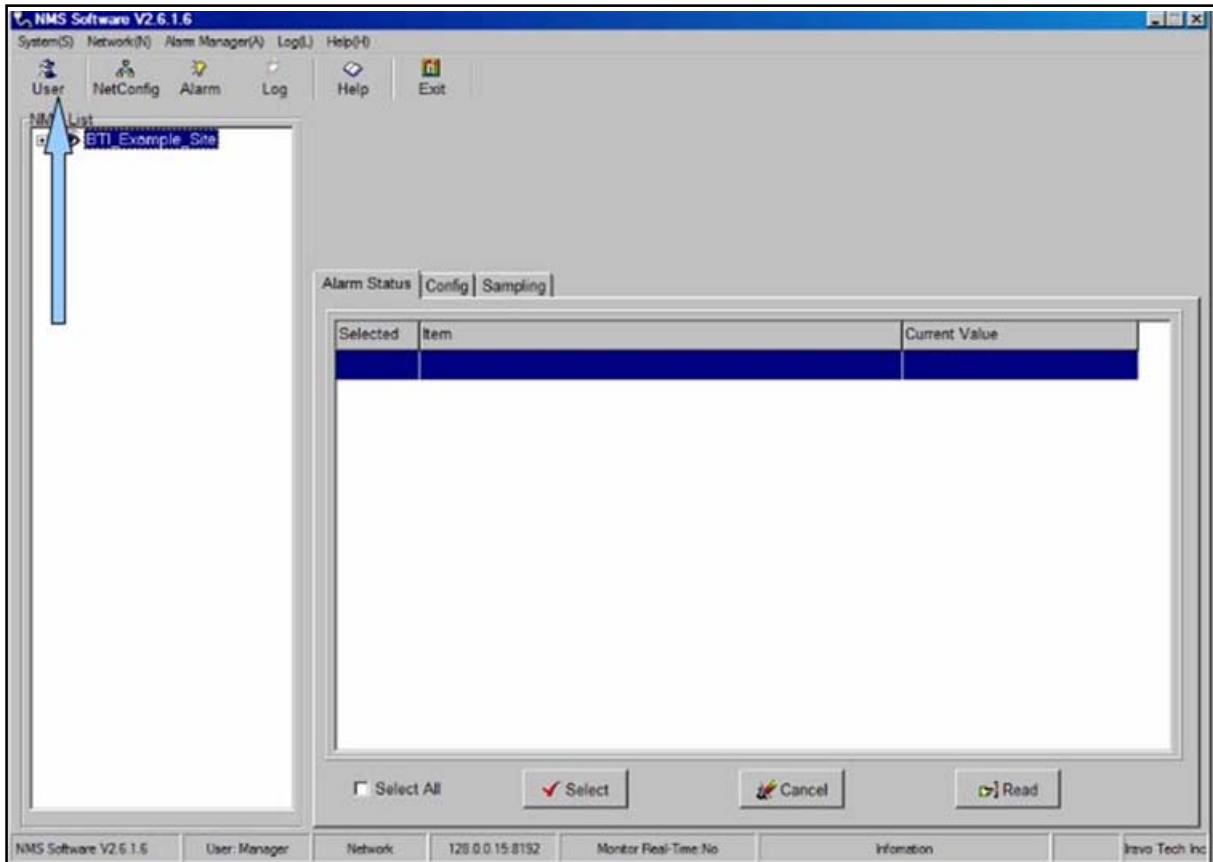 NMS Software V2.6.1.6
System(S) Network(N) Alarm Manager(A) Log(L) Help(H)
User NetConfig Alarm Log Help Exit
List
BTI_Example_Site
Alarm Status Config Sampling
Selected Item Current Value
Select All Select Cancel Read
NMS Software V2.6.1.6 User: Manager Network 128.0.0.15:8192 Monitor Real-Time:No Infomation Tech Inc